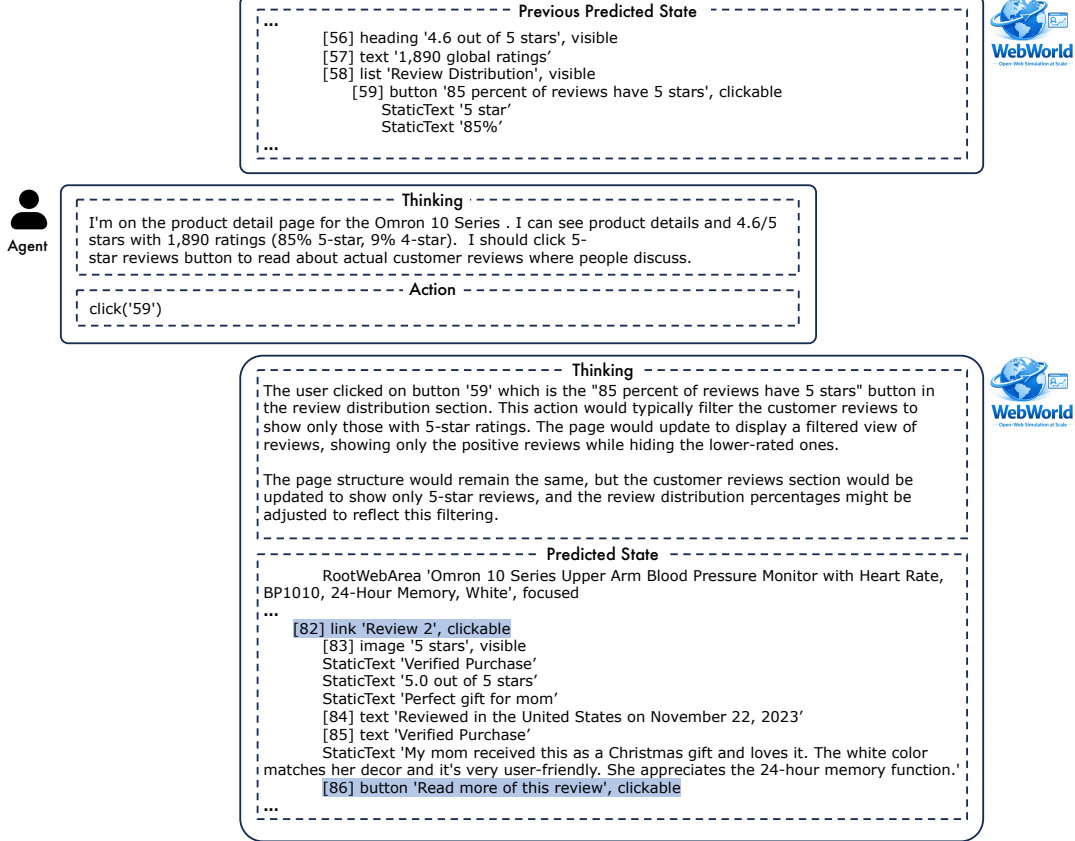 Previous Predicted State
...
[56] heading '4.6 out of 5 stars', visible
[57] text '1,890 global ratings’
[58] list 'Review Distribution', visible
[59] button '85 percent of reviews have 5 stars', clickable
StaticText '5 star’
StaticText '85%’
...
WebWorld
Open-Web Simulation at Scale
Agent
Thinking
I'm on the product detail page for the Omron 10 Series . I can see product details and 4.6/5
stars with 1,890 ratings (85% 5-star, 9% 4-star).  I should click 5-
star reviews button to read about actual customer reviews where people discuss.
Action
click('59')
Thinking
The user clicked on button '59' which is the "85 percent of reviews have 5 stars" button in
the review distribution section. This action would typically filter the customer reviews to
show only those with 5-star ratings. The page would update to display a filtered view of
reviews, showing only the positive reviews while hiding the lower-rated ones.
The page structure would remain the same, but the customer reviews section would be
updated to show only 5-star reviews, and the review distribution percentages might be
adjusted to reflect this filtering.
WebWorld
Open-Web Simulation at Scale
Predicted State
RootWebArea 'Omron 10 Series Upper Arm Blood Pressure Monitor with Heart Rate,
BP1010, 24-Hour Memory, White', focused
...
[82] link 'Review 2', clickable
[83] image '5 stars', visible
StaticText 'Verified Purchase’
StaticText '5.0 out of 5 stars’
StaticText 'Perfect gift for mom’
[84] text 'Reviewed in the United States on November 22, 2023’
[85] text 'Verified Purchase’
StaticText 'My mom received this as a Christmas gift and loves it. The white color
matches her decor and it's very user-friendly. She appreciates the 24-hour memory function.'
[86] button 'Read more of this review', clickable
...